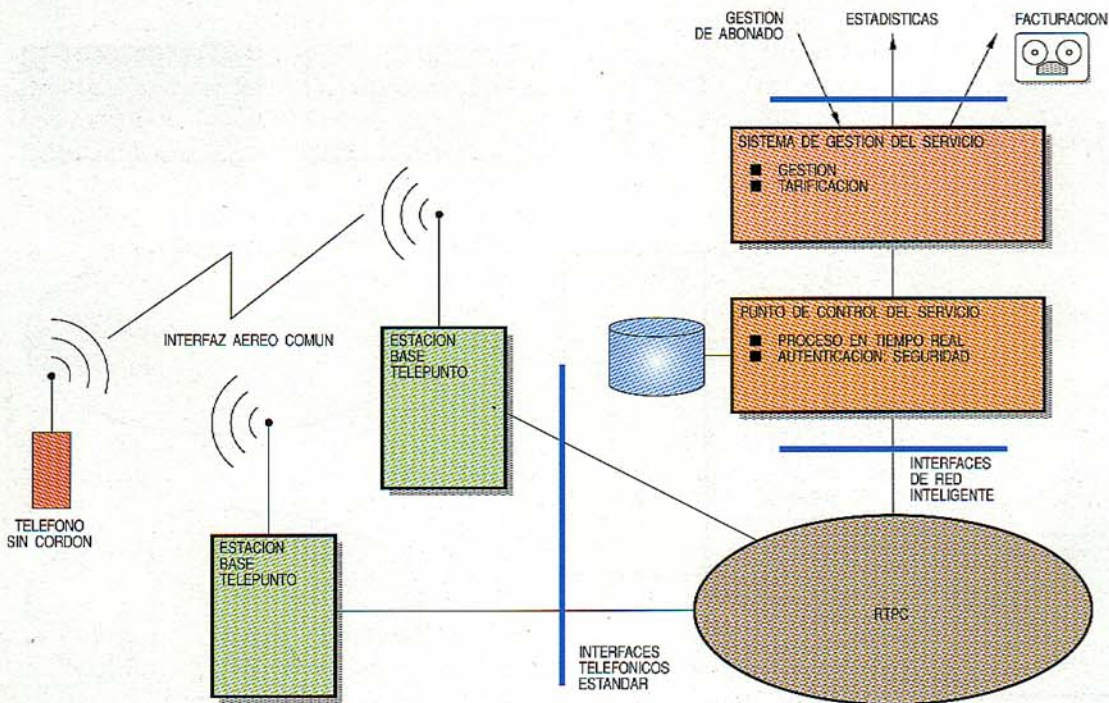 GESTION
DE ABONADO
ESTADISTICAS
FACTURACION
SISTEMA DE GESTION DEL SERVICIO
■ GESTION
■ TARIFICACION
PUNTO DE CONTROL DEL SERVICIO
■ PROCESO EN TIEMPO REAL
■ AUTENTICACION; SEGURIDAD
INTERFAZ AEREO COMUN
ESTACION
BASE
TELEPUNTO
TELEFONO
SIN CORDON
ESTACION
BASE
TELEPUNTO
INTERFACES
DE RED
INTELIGENTE
RTPC
INTERFACES
TELEFONICOS
ESTANDAR